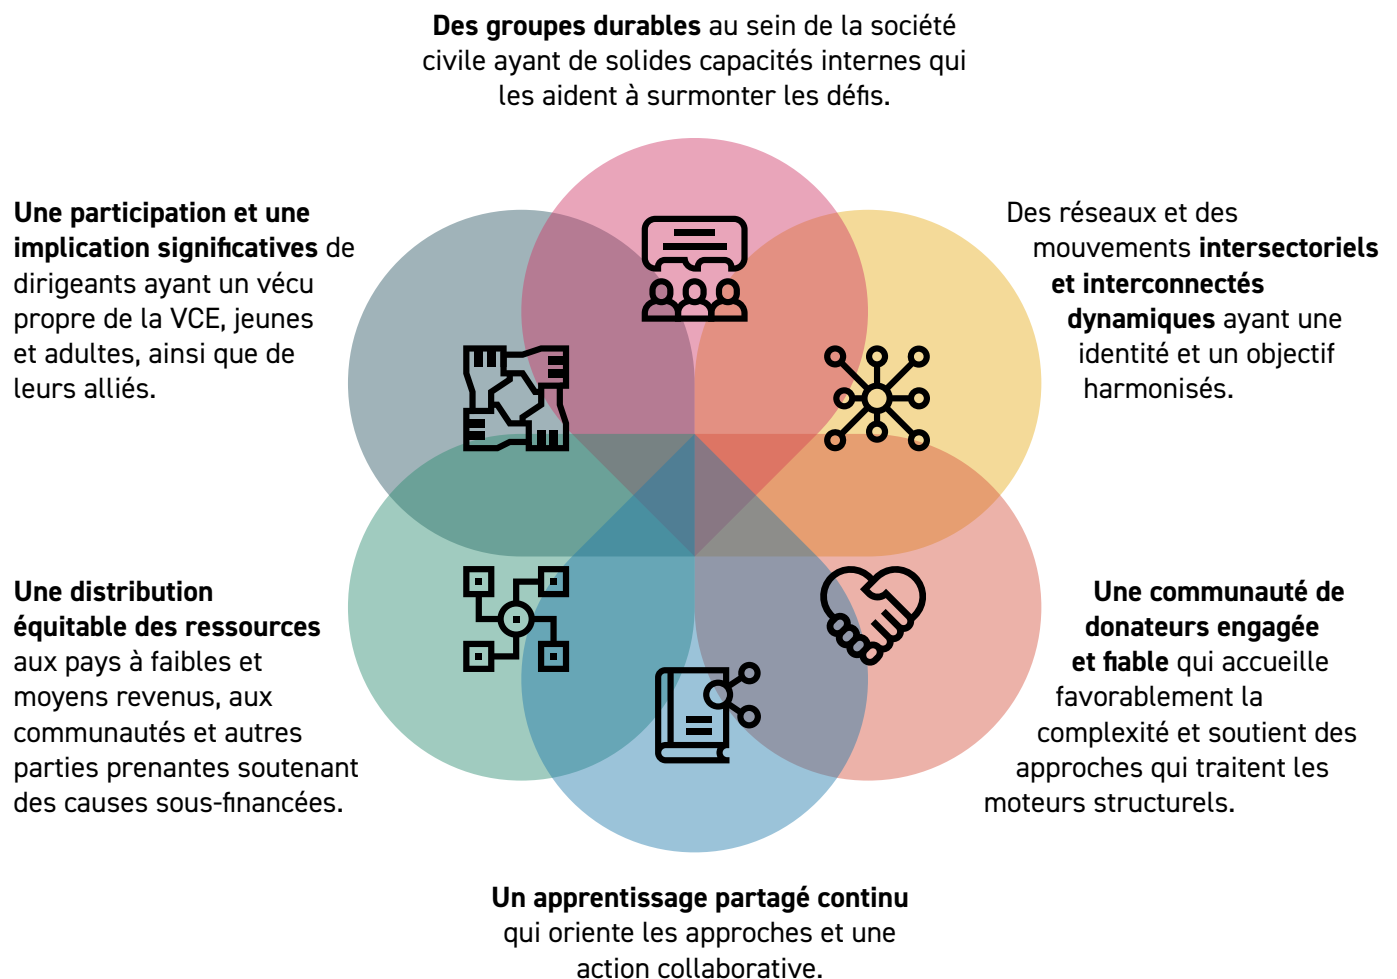 Des groupes durables au sein de la société
civile ayant de solides capacités internes qui
les aident à surmonter les défis.
Une participation et une
implication significatives de
dirigeants ayant un vécu
propre de la VCE, jeunes
et adultes, ainsi que de
leurs alliés.
Des réseaux et des
mouvements intersectoriels
et interconnectés
dynamiques ayant une
identité et un objectif
harmonisés.
Une distribution
équitable des ressources
aux pays à faibles et
moyens revenus, aux
communautés et autres
parties prenantes soutenant
des causes sous-financées.
Une communauté de
donateurs engagée
et fiable qui accueille
favorablement la
complexité et soutient des
approches qui traitent les
moteurs structurels.
Un apprentissage partagé continu
qui oriente les approches et une
action collaborative.